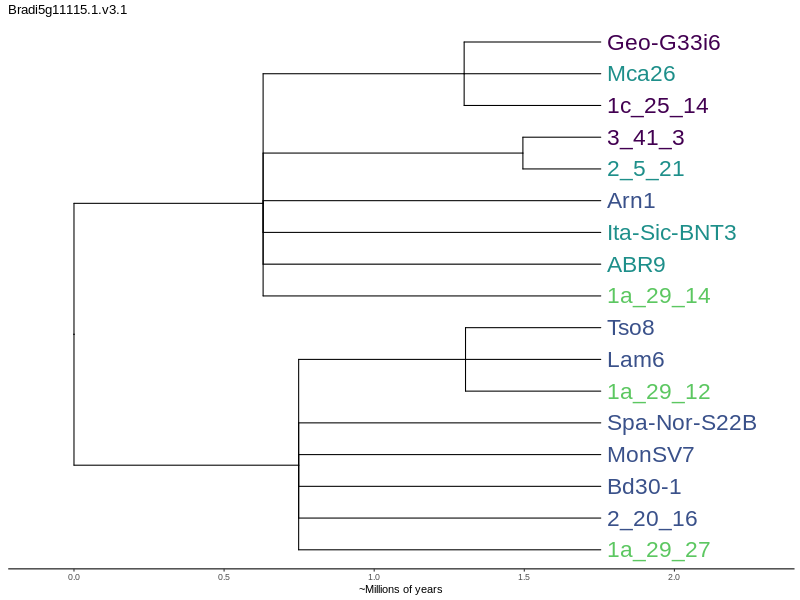 Bradi5g11115.1.v3.1
Geo-G33i6
Mca26
1c_25_14
3_41_3
2_5_21
Arn1
Ita-Sic-BNT3
ABR9
1a_29_14
Tso8
Lam6
1a_29_12
Spa-Nor-S22B
MonSV7
Bd30-1
2_20_16
1a_29_27
0.0 0.5 1.0 1.5 2.0
~Millions of years